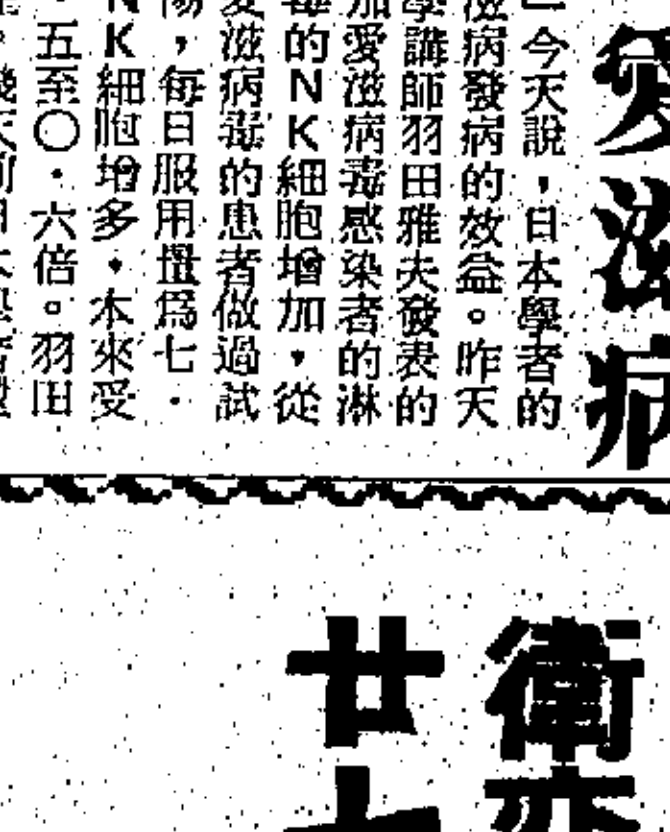 愛滋病
今天說，日本學者的
滋病發病的效益。昨天
學講師羽田雅夫發表的
加愛滋病毒感染者的淋
毒的NK細胞增加，從
愛滋病毒的患者做過試
，每日服用量為七．
NK細胞增多，本來受
．五至〇．六倍。羽田
衛
廿